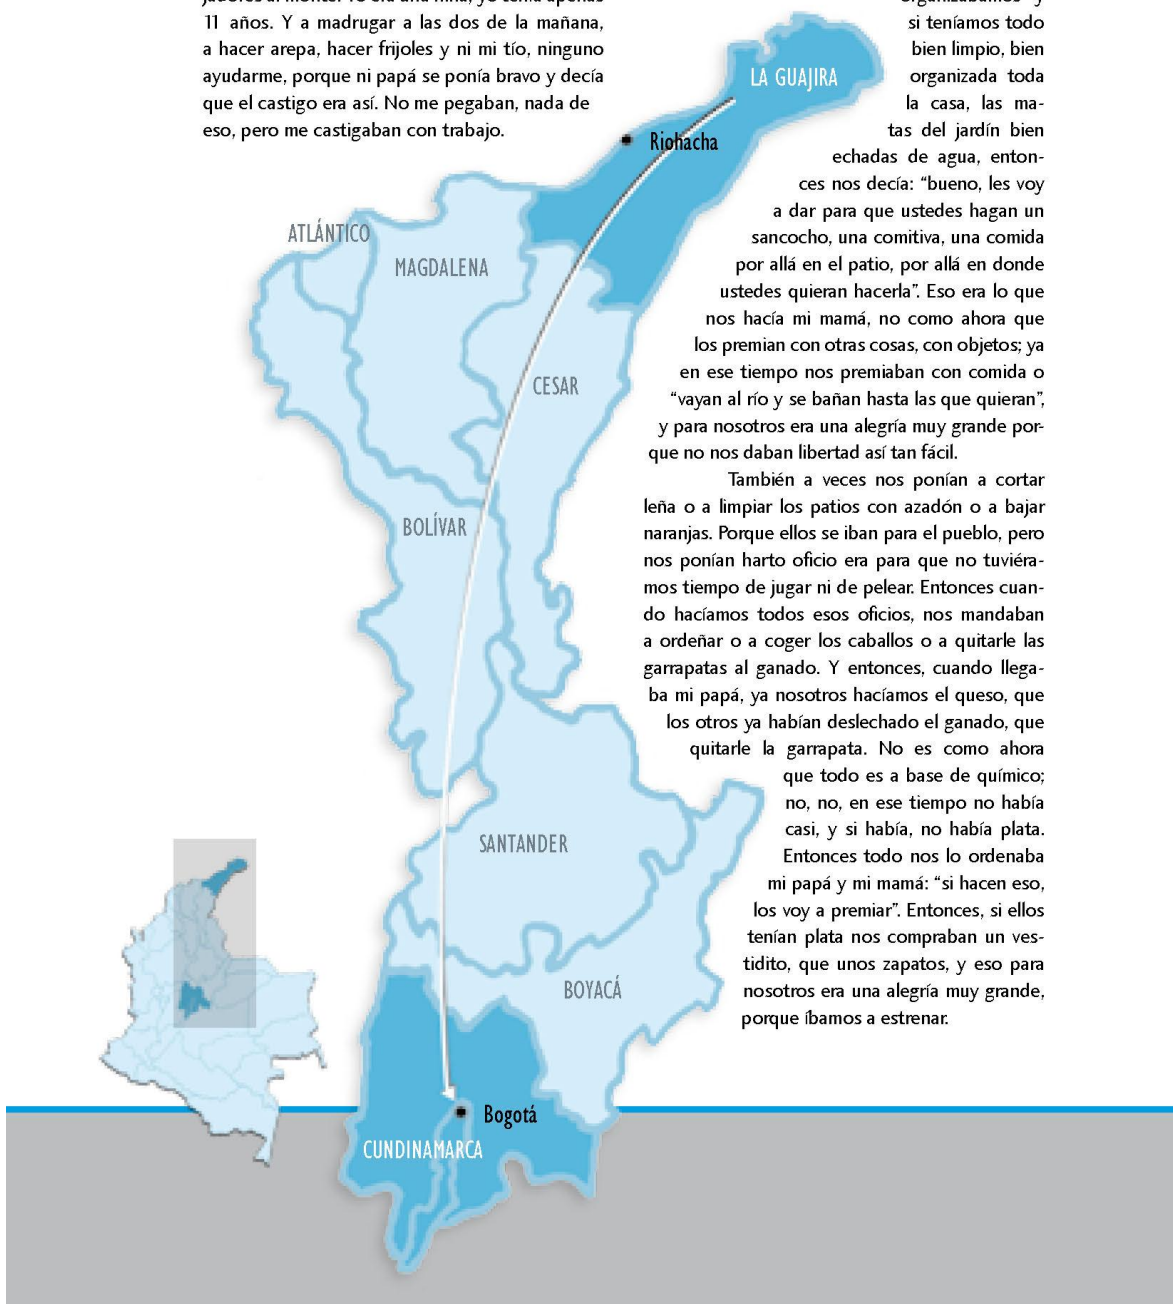 11 años. Y a madrugar a las dos de la mañana,
a hacer arepa, hacer frijoles y ni mi tío, ninguno
ayudarme, porque ni papá se ponía bravo y decía
que el castigo era así. No me pegaban, nada de
eso, pero me castigaban con trabajo.
si teníamos todo
bien limpio, bien
organizada toda
la casa, las ma-
tas del jardín bien
echadas de agua, enton-
ces nos decía: “bueno, les voy
a dar para que ustedes hagan un
sancocho, una comitiva, una comida
por allá en el patio, por allá en donde
ustedes quieran hacerla”. Eso era lo que
nos hacía mi mamá, no como ahora que
los premian con otras cosas, con objetos; ya
en ese tiempo nos premiaban con comida o
“vayan al río y se bañan hasta las que quieran”,
y para nosotros era una alegría muy grande por-
que no nos daban libertad así tan fácil.
También a veces nos ponían a cortar
leña o a limpiar los patios con azadón o a bajar
naranjas. Porque ellos se iban para el pueblo, pero
nos ponían harto oficio era para que no tuviéra-
mos tiempo de jugar ni de pelear. Entonces cuan-
do hacíamos todos esos oficios, nos mandaban
a ordeñar o a coger los caballos o a quitarle las
garrapatas al ganado. Y entonces, cuando llega-
ba mi papá, ya nosotros hacíamos el queso, que
los otros ya habían deslechado el ganado, que
quitarle la garrapata. No es como ahora
que todo es a base de químico;
no, no, en ese tiempo no había
casi, y si había, no había plata.
Entonces todo nos lo ordenaba
mi papá y mi mamá: “si hacen eso,
los voy a premiar”. Entonces, si ellos
tenían plata nos compraban un ves-
tidito, que unos zapatos, y eso para
nosotros era una alegría muy grande,
porque íbamos a estrenar.
LA GUAJIRA
Riohacha
ATLÁNTICO
MAGDALENA
CESAR
BOLÍVAR
SANTANDER
BOYACÁ
Bogotá
CUNDINAMARCA